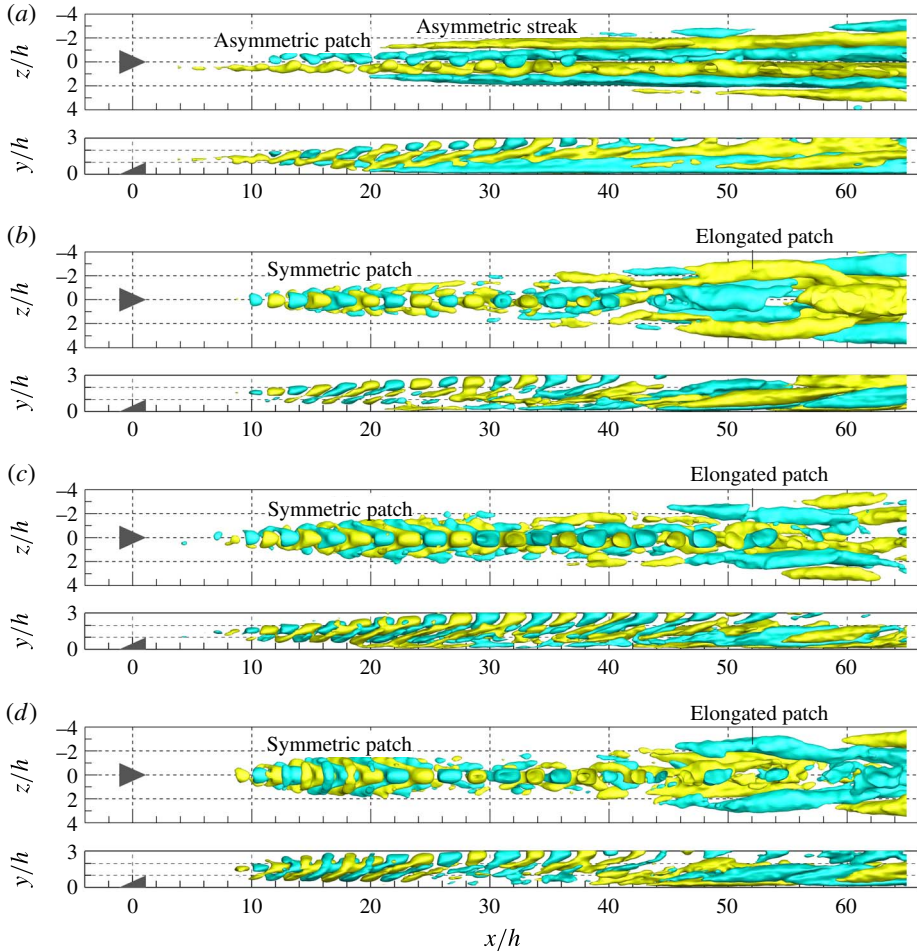 (a)
–4
–2
0
2
4
z/h
Asymmetric patch
Asymmetric streak
3
0
y/h
0 10 20 30 40 50 60
(b)
–4
–2
0
2
4
z/h
Symmetric patch
Elongated patch
3
0
y/h
0 10 20 30 40 50 60
(c)
–4
–2
0
2
4
z/h
Symmetric patch
Elongated patch
3
0
y/h
0 10 20 30 40 50 60
(d)
–4
–2
0
2
4
z/h
Symmetric patch
Elongated patch
3
0
y/h
0 10 20 30 40 50 60
x/h